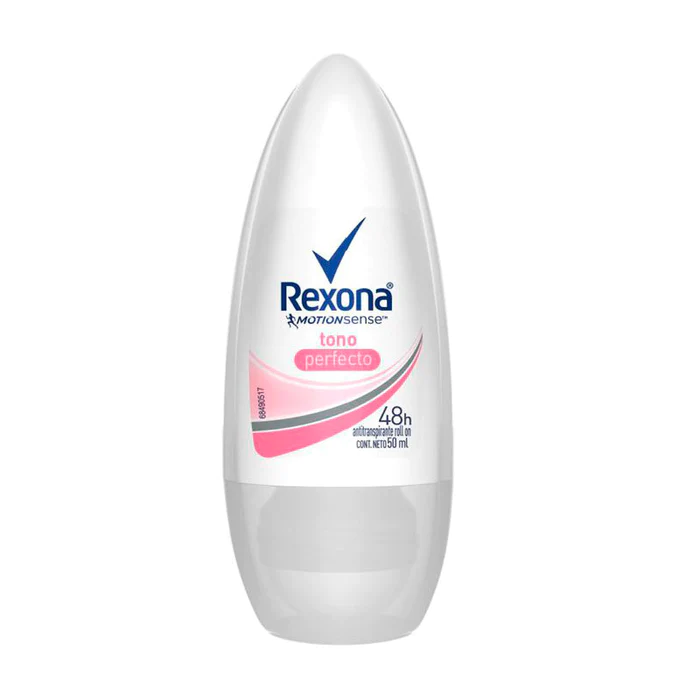 Rexona®
MOTIONsense™
tono
perfecto
68490517
48h
antitranspirante roll on
CONT. NETO 50 ml